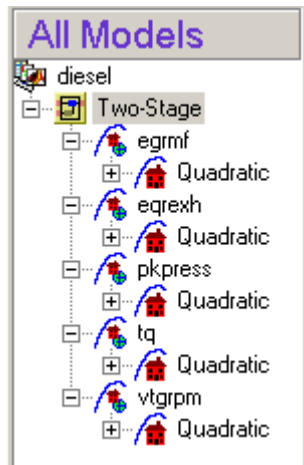 All Models
diesel
Two-Stage
egrmf
Quadratic
eqrexh
Quadratic
pkpress
Quadratic
tq
Quadratic
vtgrpm
Quadratic